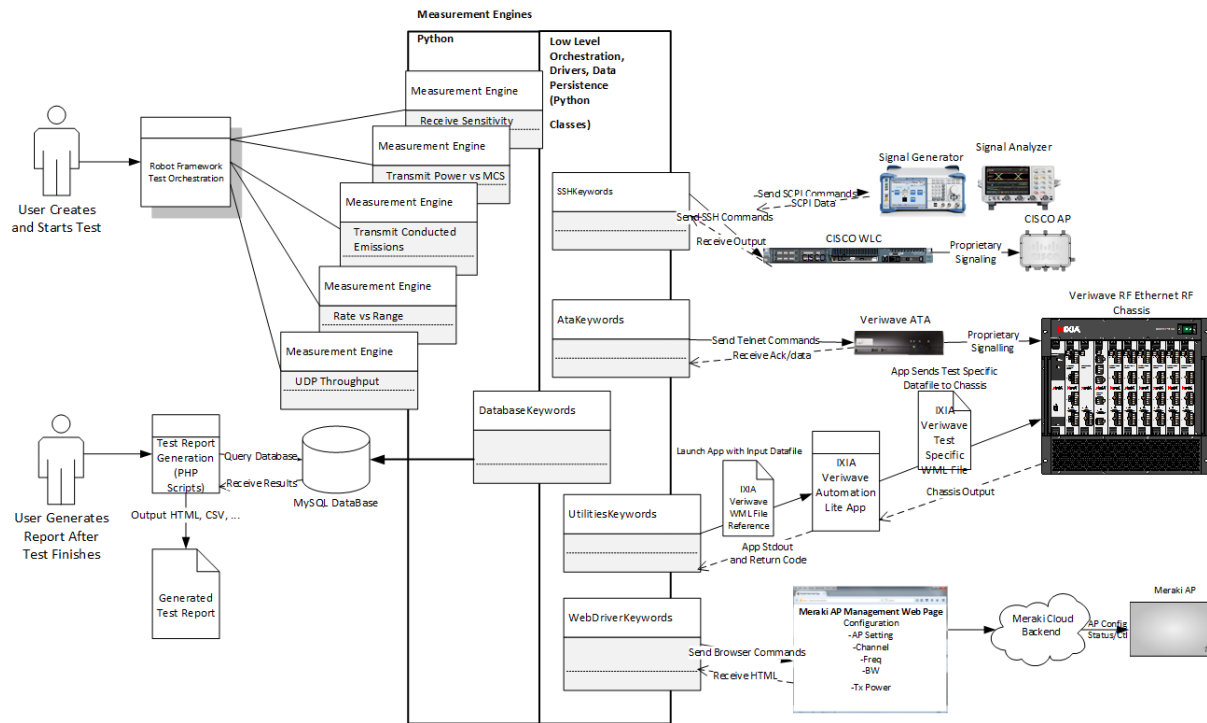 Measurement Engines
Python
Low Level
Orchestration,
Drivers, Data
Persistence
(Python
Classes)
Measurement Engine
Receive Sensitivity
Measurement Engine
Transmit Power vs MCS
Measurement Engine
Transmit Conducted
Emissions
Measurement Engine
Rate vs Range
Measurement Engine
UDP Throughput
Robot Framework
Test Orchestration
User Creates
and Starts Test
SSHKeywords
Send SCPI Commands
SCPI Data
Signal Generator
Signal Analyzer
Send SSH Commands
Receive Output
CISCO WLC
Proprietary
Signaling
CISCO AP
AtaKeywords
Send Telnet Commands
Receive Ack/data
Veriwave ATA
Proprietary
Signalling
Veriwave RF Ethernet RF
Chassis
IXIA
App Sends Test Specific
Datafile to Chassis
IXIA
Veriwave
Test
Specific
WML File
DatabaseKeywords
MySQL DataBase
Query Database
Receive Results
Test Report
Generation
(PHP
Scripts)
User Generates
Report After
Test Finishes
Output HTML, CSV, ...
Generated
Test Report
UtilitiesKeywords
Launch App with Input Datafile
IXIA
Veriwave
WML File
Reference
IXIA
Veriwave
Automation
Lite App
Chassis Output
App Stdout
and Return Code
WebDriverKeywords
Send Browser Commands
Receive HTML
Meraki AP Management Web Page
Configuration
-AP Setting
-Channel
-Freq
-BW
-Tx Power
Meraki Cloud
Backend
AP Config
Status/Ctl
Meraki AP